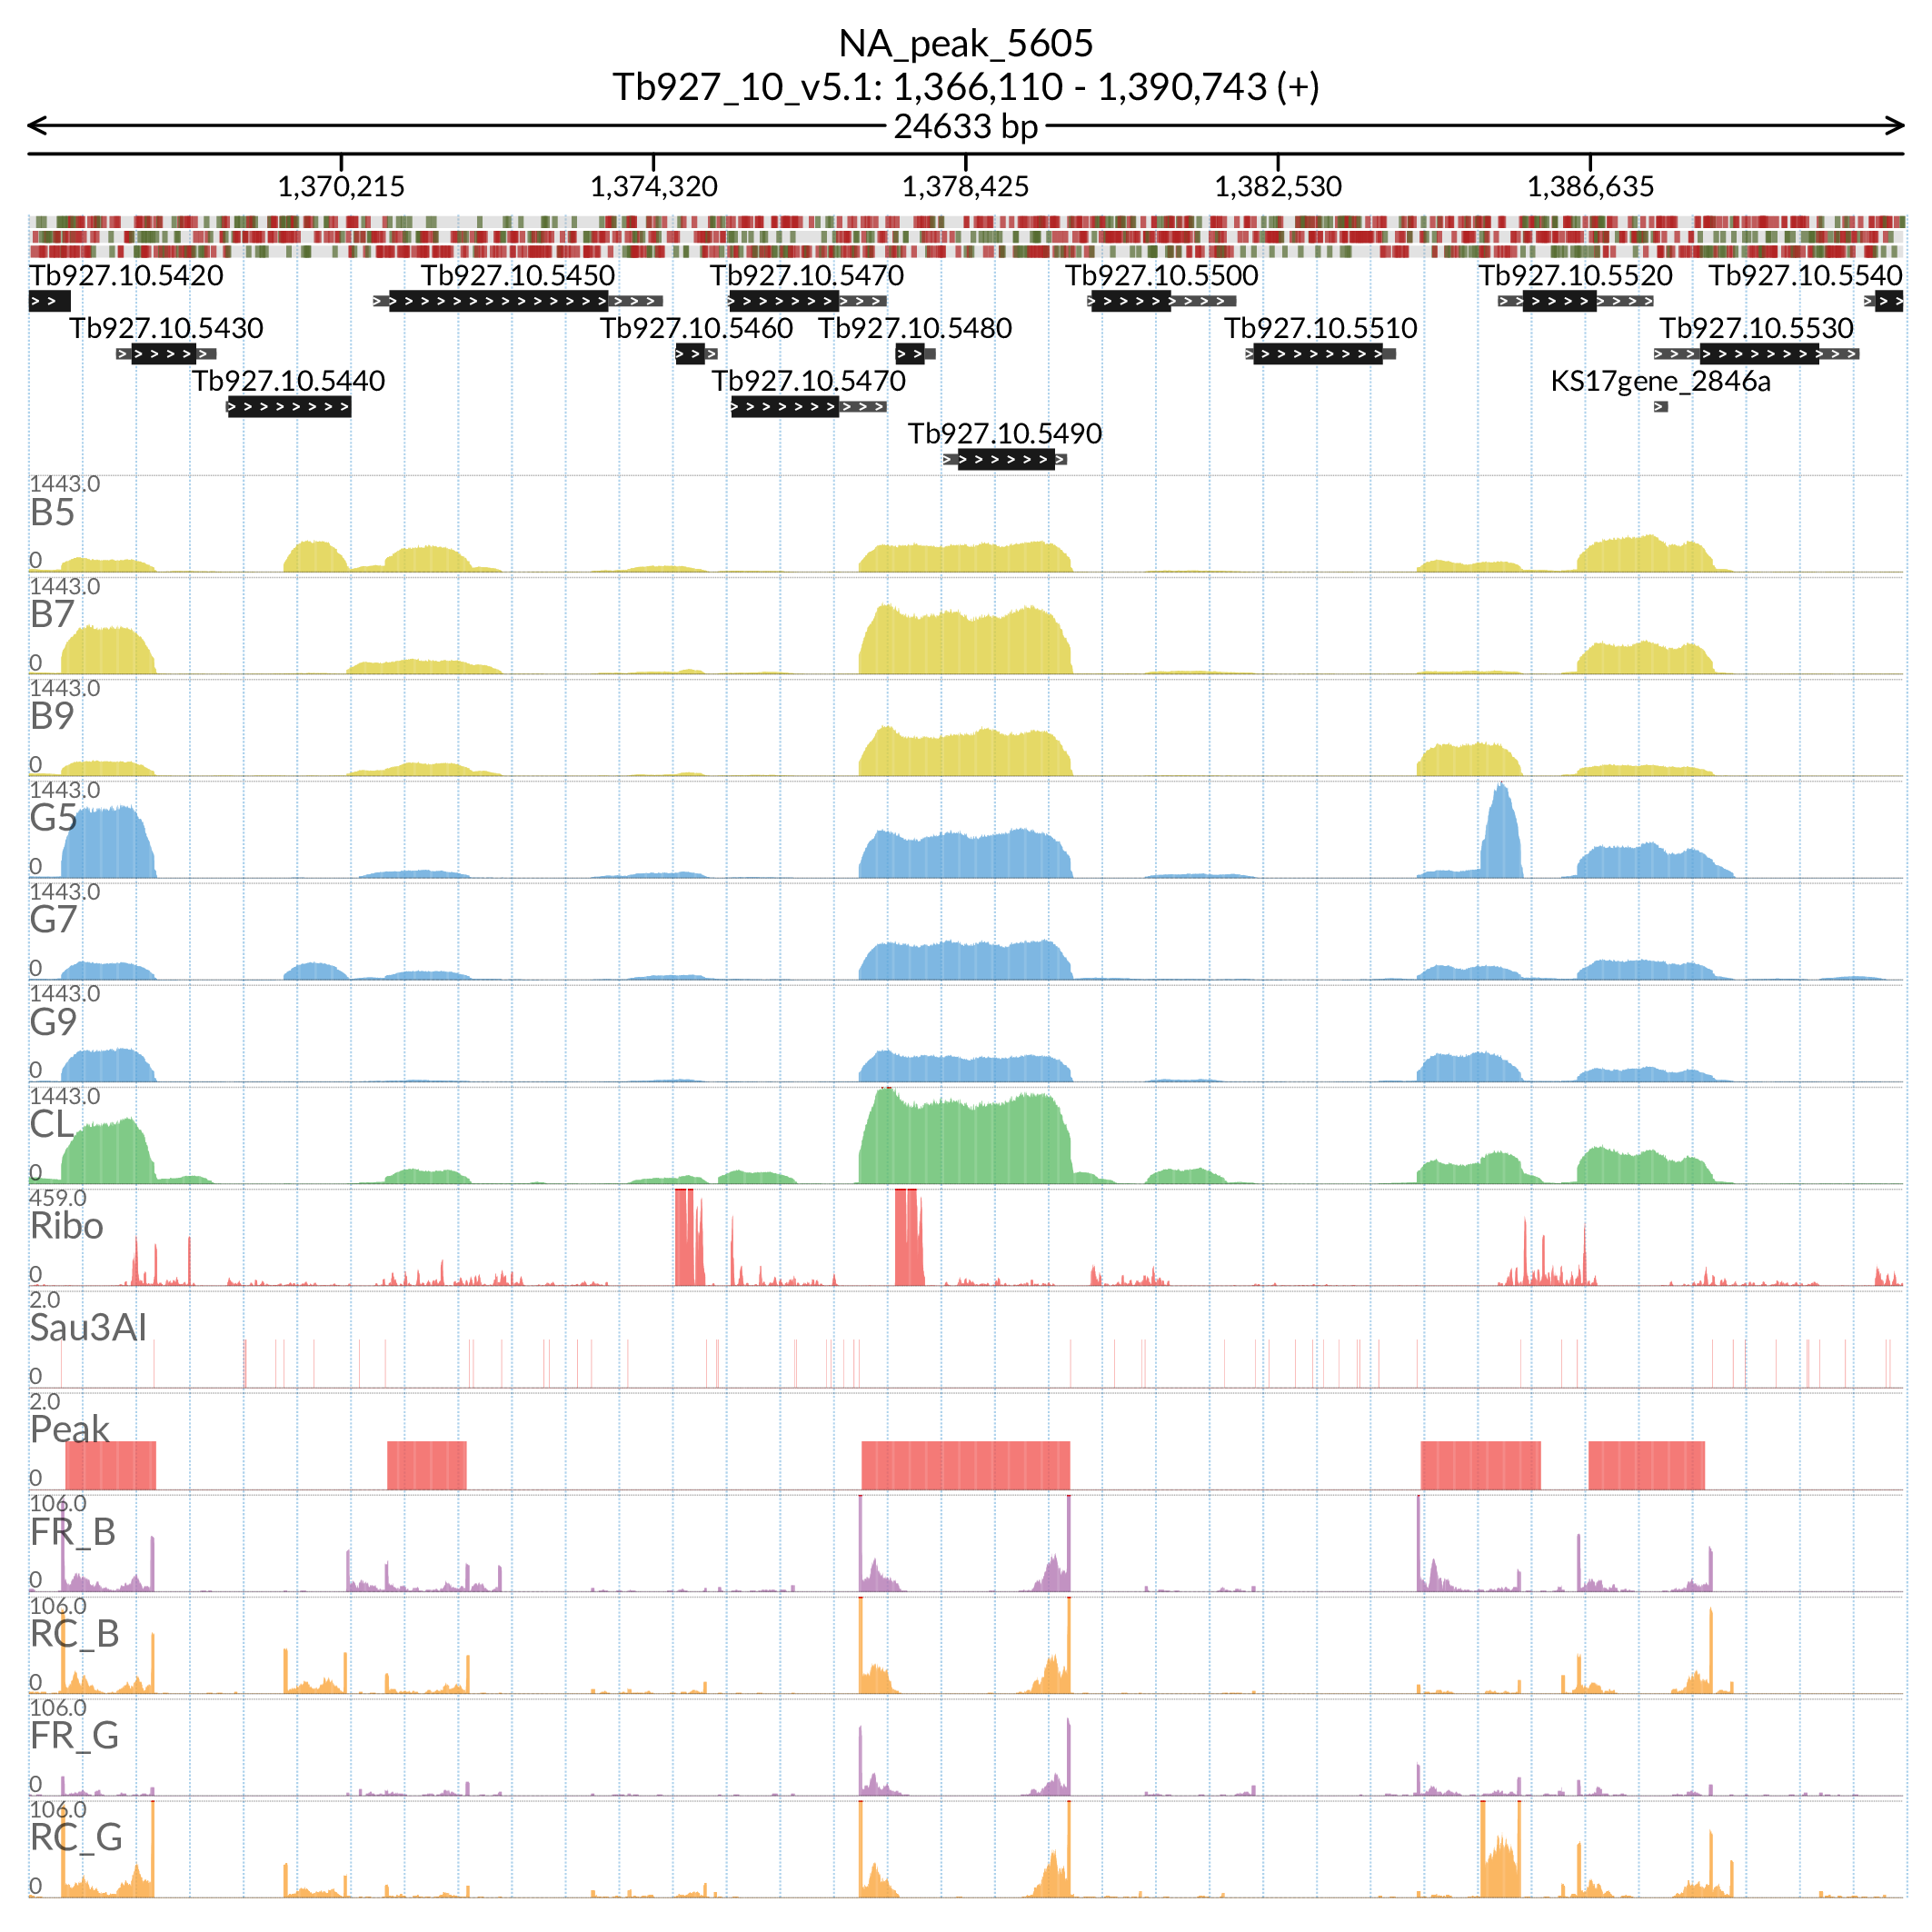 NA_peak_5605
Tb927_10_v5.1: 1,366,110 - 1,390,743 (+)
24633 bp
1,370,215 1,374,320 1,378,425 1,382,530 1,386,635
Tb927.10.5420 Tb927.10.5450 Tb927.10.5470 Tb927.10.5500 Tb927.10.5520 Tb927.10.5540
Tb927.10.5430 Tb927.10.5460 Tb927.10.5480 Tb927.10.5510 Tb927.10.5530
Tb927.10.5440 Tb927.10.5470 KS17gene_2846a
Tb927.10.5490
1443.0
B5
0
1443.0
B7
0
1443.0
B9
0
1443.0
G5
0
1443.0
G7
0
1443.0
G9
0
1443.0
CL
0
459.0
Ribo
0
2.0
Sau3AI
0
2.0
Peak
0
106.0
FR_B
0
106.0
RC_B
0
106.0
FR_G
0
106.0
RC_G
0